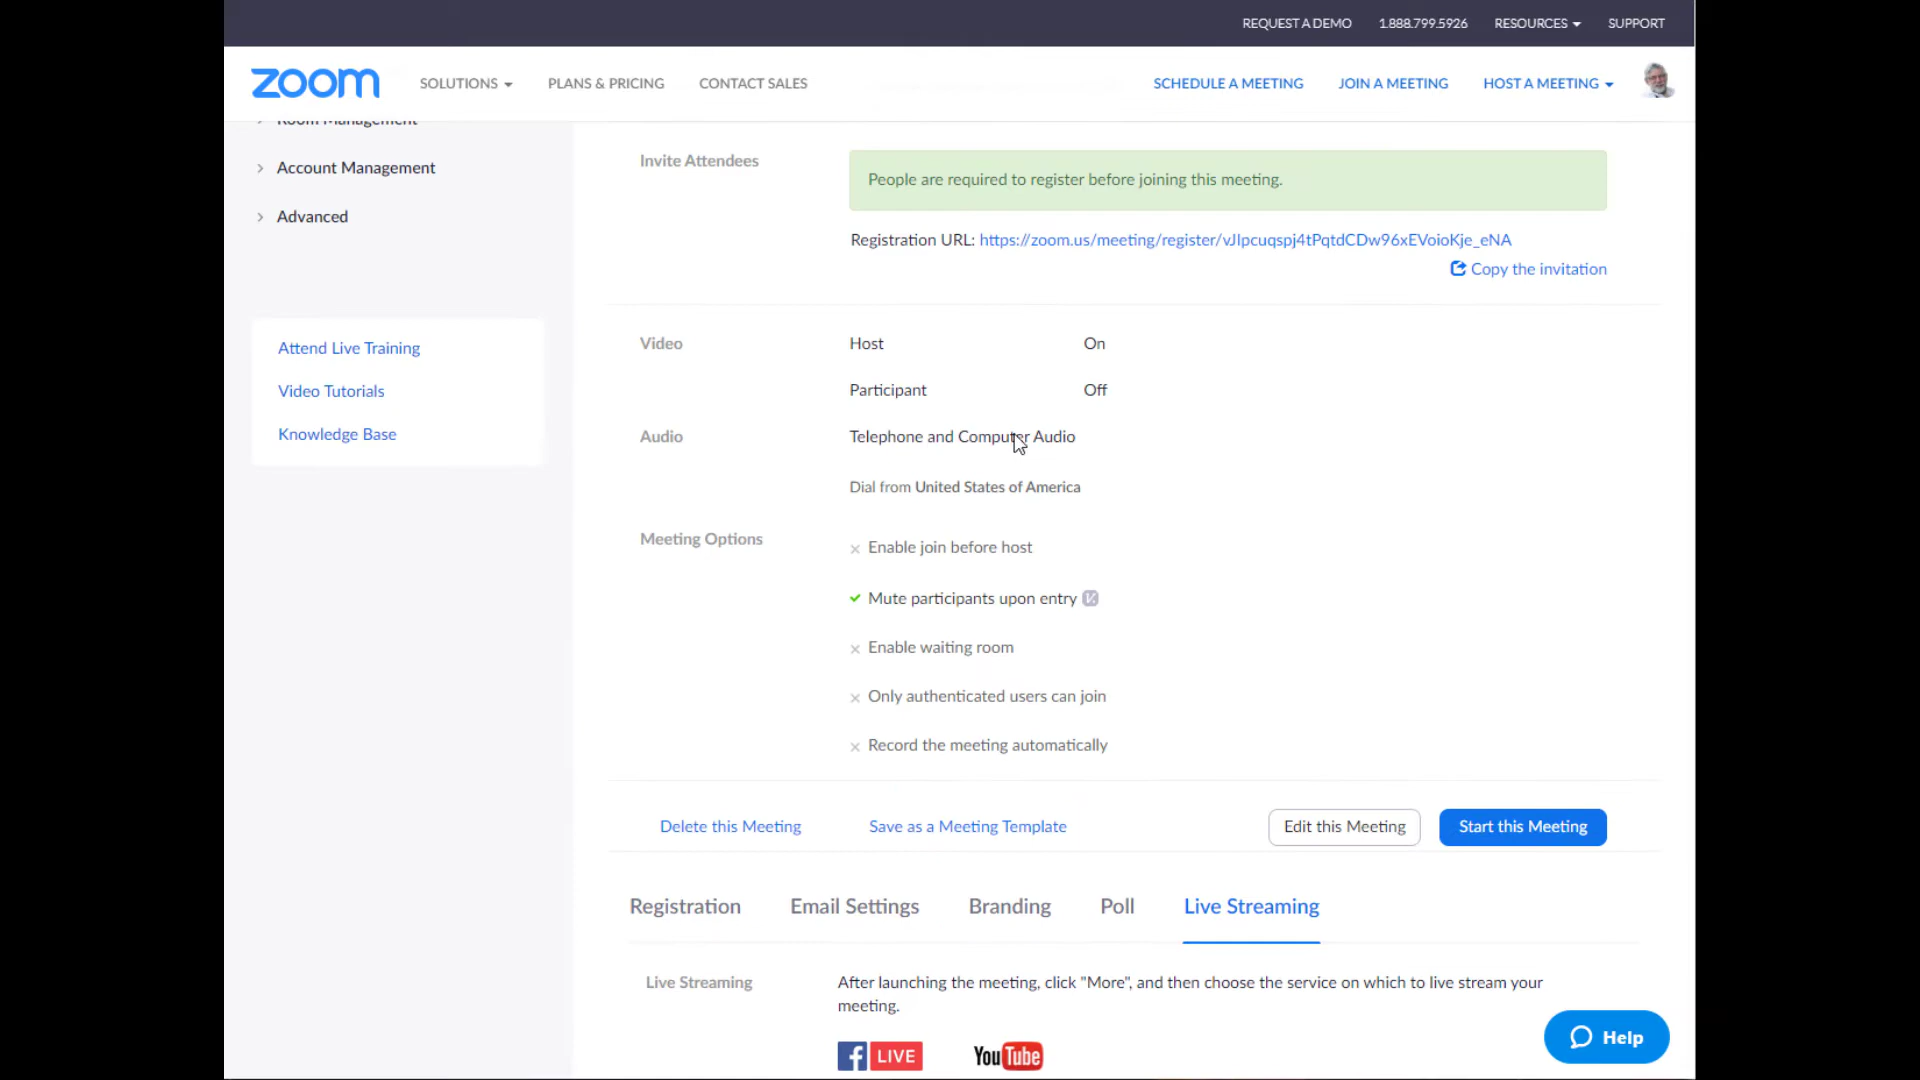 REQUEST A DEMO 1.888.799.5926 RESOURCES SUPPORT
zoom SOLUTIONS PLANS & PRICING CONTACT SALES SCHEDULE A MEETING JOIN A MEETING HOST A MEETING
Room Management
Account Management
Advanced
Attend Live Training
Video Tutorials
Knowledge Base
Invite Attendees
People are required to register before joining this meeting.
Registration URL: https://zoom.us/meeting/register/vJIpcuqspj4tPqtdCDw96xEVoioKje_eNA
Copy the invitation
Video Host On
Participant Off
Audio Telephone and Computer Audio
Dial from United States of America
Meeting Options
Enable join before host
Mute participants upon entry
Enable waiting room
Only authenticated users can join
Record the meeting automatically
Delete this Meeting Save as a Meeting Template Edit this Meeting Start this Meeting
Registration Email Settings Branding Poll Live Streaming
Live Streaming After launching the meeting, click "More", and then choose the service on which to live stream your
meeting.
LIVE YouTube
Help